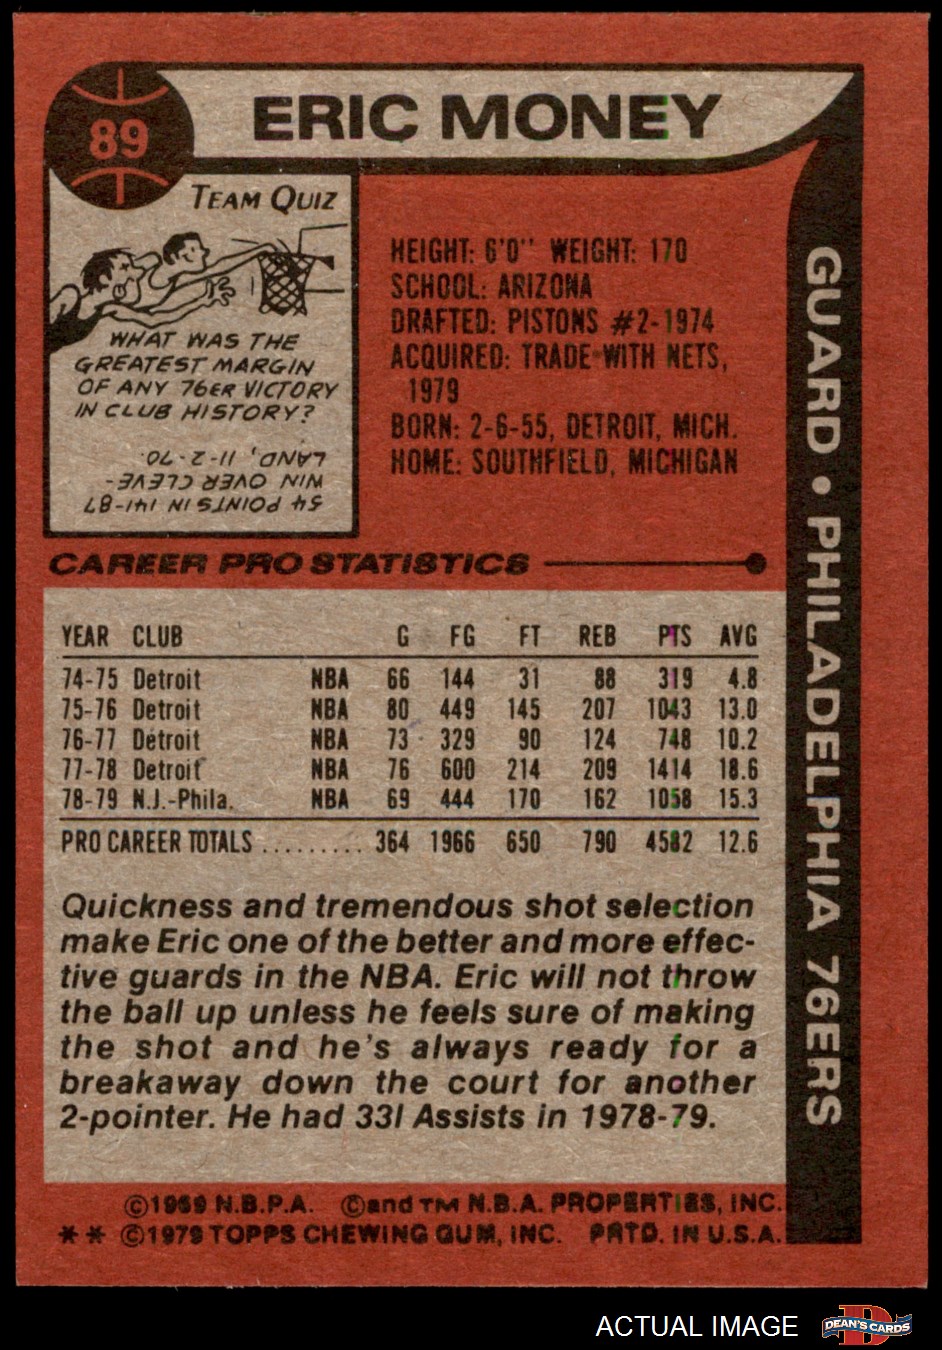 89
ERIC MONEY
TEAM QUIZ
WHAT WAS THE
GREATEST MARGIN
OF ANY 76ER VICTORY
IN CLUB HISTORY?
54 POINTS IN 141-87
WIN OVER CLEVE-
LAND, 11-2-70.
HEIGHT: 6'0" WEIGHT: 170
SCHOOL: ARIZONA
DRAFTED: PISTONS #2-1974
ACQUIRED: TRADE WITH NETS,
1979
BORN: 2-6-55, DETROIT, MICH.
HOME: SOUTHFIELD, MICHIGAN
GUARD • PHILADELPHIA 76ERS
CAREER PRO STATISTICS
YEAR CLUB G FG FT REB PTS AVG
74-75 Detroit NBA 66 144 31 88 319 4.8
75-76 Detroit NBA 80 449 145 207 1043 13.0
76-77 Detroit NBA 73 329 90 124 748 10.2
77-78 Detroit NBA 76 600 214 209 1414 18.6
78-79 N.J.-Phila. NBA 69 444 170 162 1058 15.3
PRO CAREER TOTALS ......... 364 1966 650 790 4582 12.6
Quickness and tremendous shot selection
make Eric one of the better and more effec-
tive guards in the NBA. Eric will not throw
the ball up unless he feels sure of making
the shot and he's always ready for a
breakaway down the court for another
2-pointer. He had 331 Assists in 1978-79.
©1969 N.B.P.A. ©and TM N.B.A. PROPERTIES, INC.
** ©1979 TOPPS CHEWING GUM, INC. PRTD. IN U.S.A.
ACTUAL IMAGE
DEAN'S CARDS